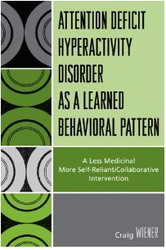 ATTENTION DEFICIT
HYPERACTIVITY
DISORDER
AS A LEARNED
BEHAVIORAL PATTERN
A Less Medicinal
More Self-Reliant/Collaborative
Intervention
Craig WIENER